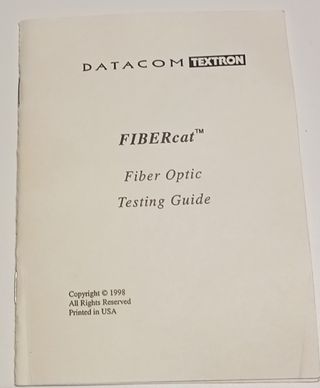 DATACOM TEXTRON
FIBERcat™
Fiber Optic
Testing Guide
Copyright © 1998
All Rights Reserved
Printed in USA